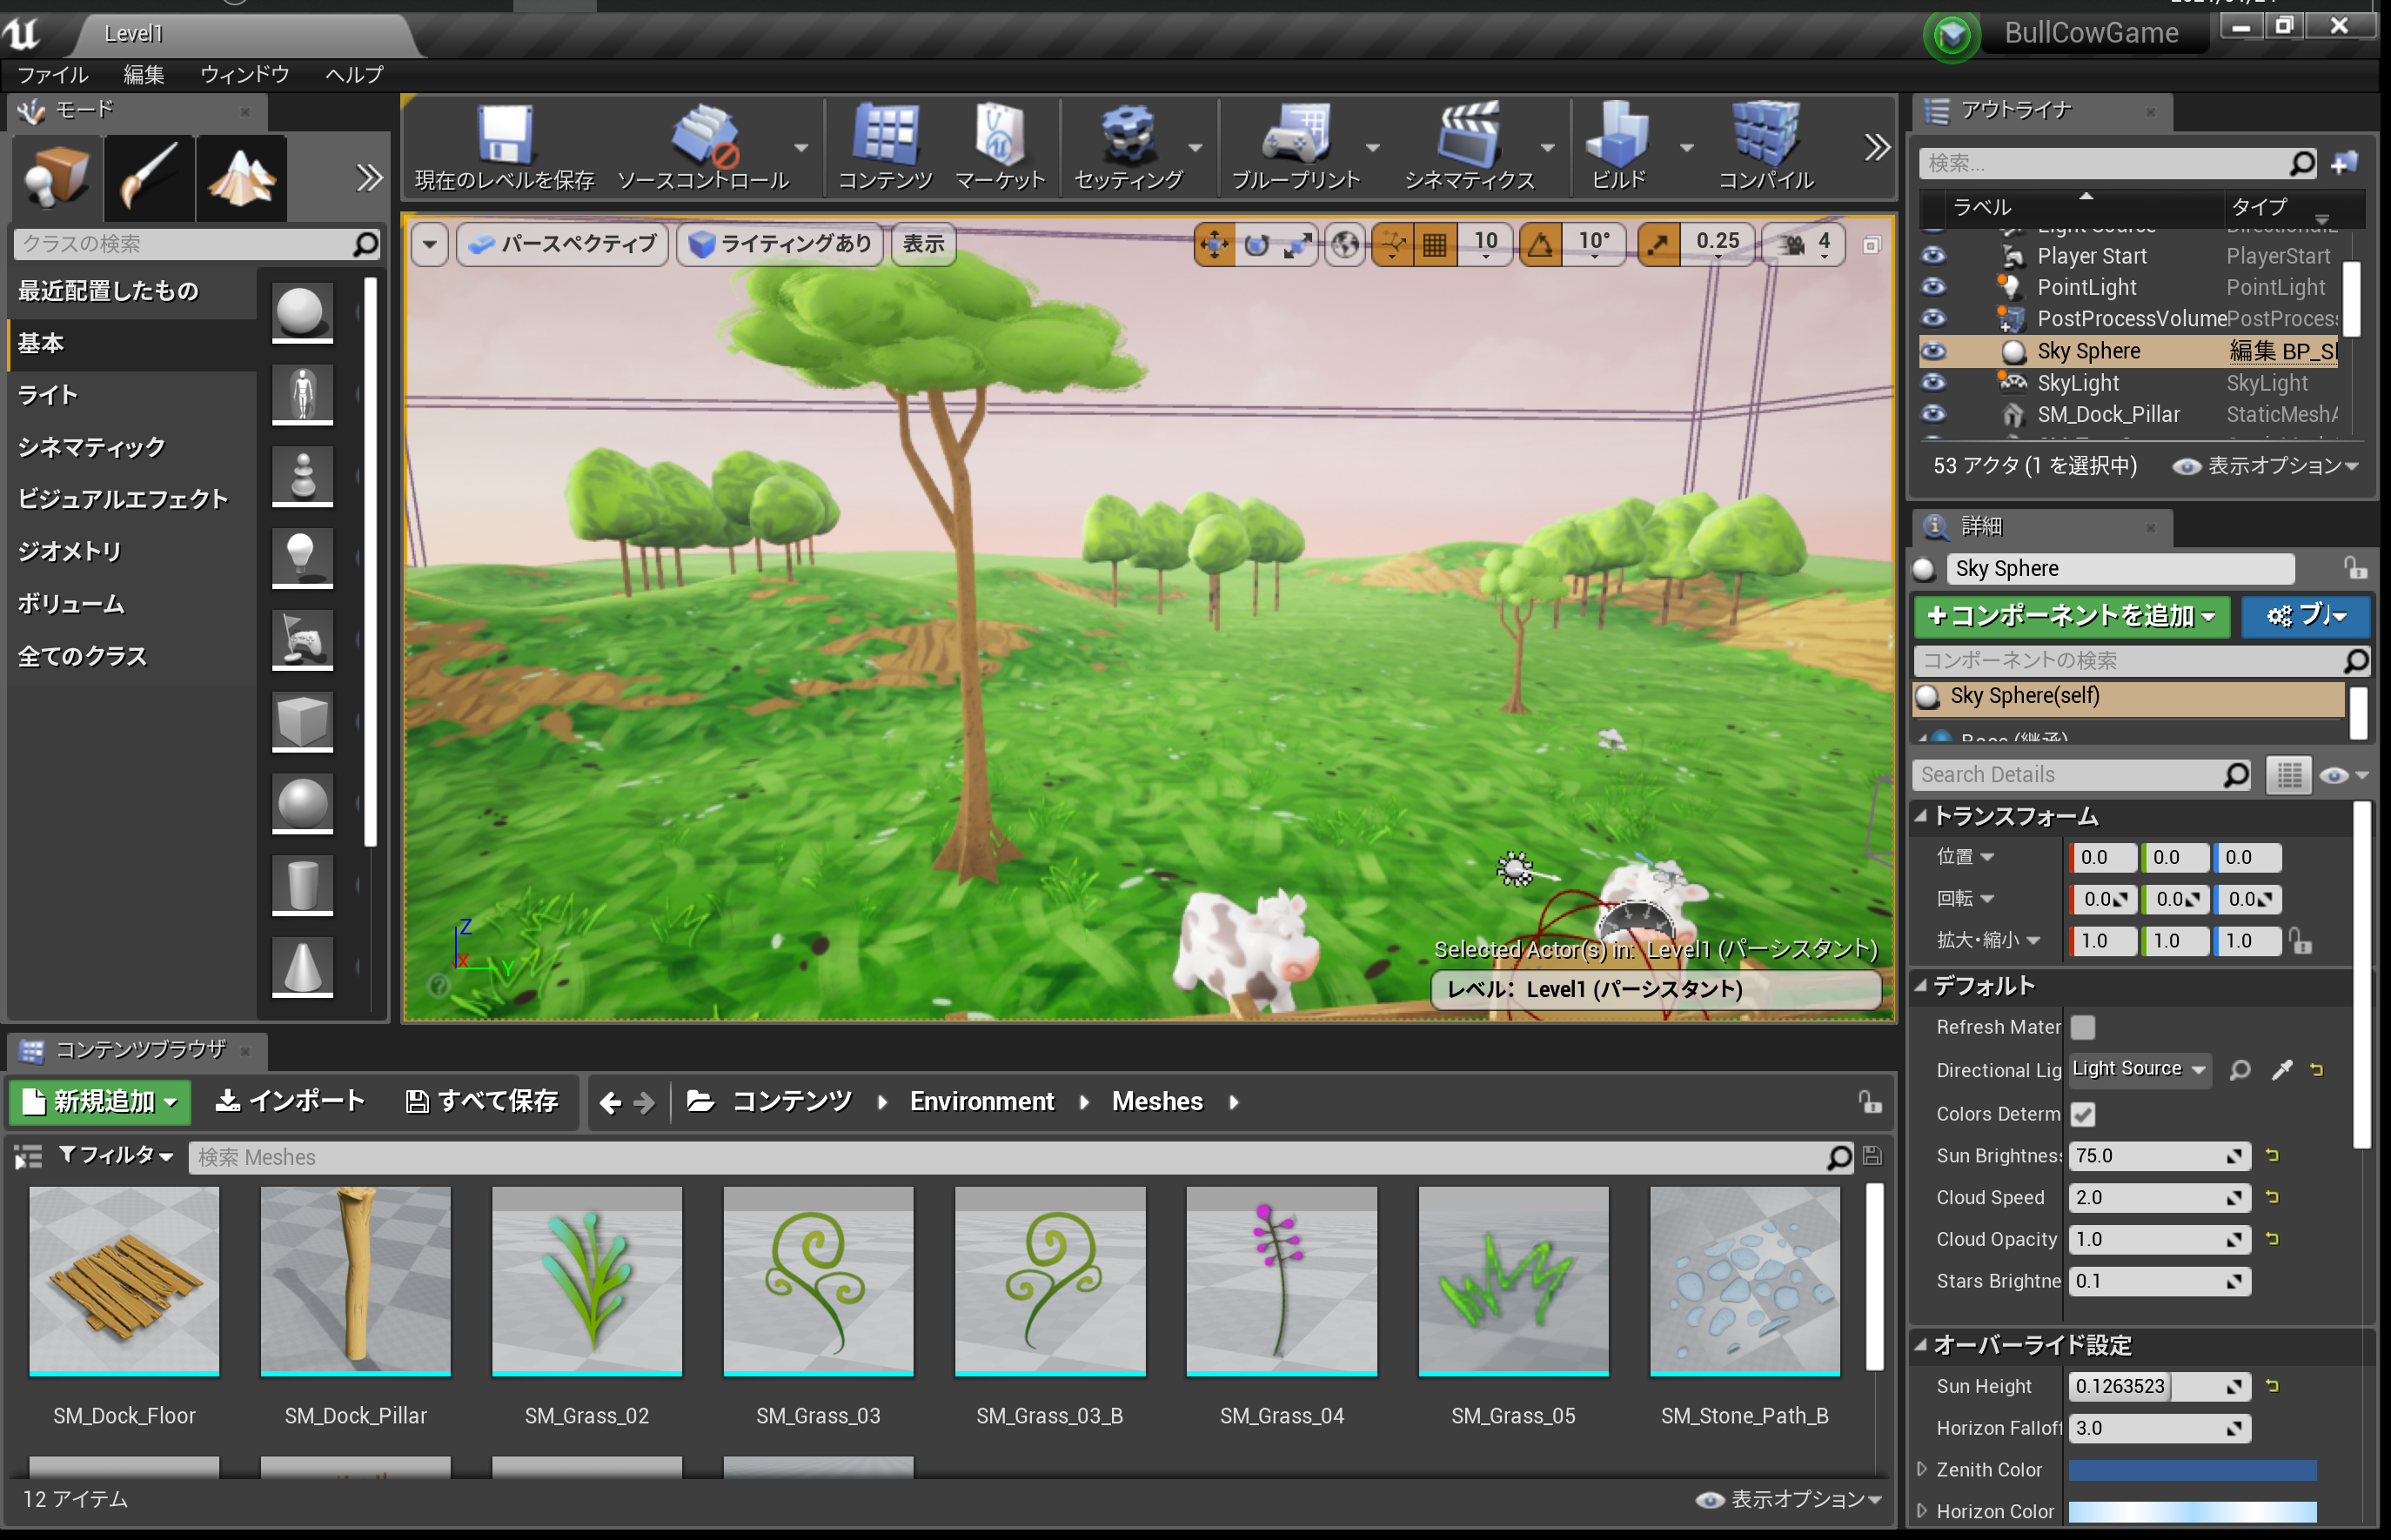 Level1
BullCowGame
ファイル 編集 ウィンドウ ヘルプ
モード
クラスの検索
最近配置したもの
基本
ライト
シネマティック
ビジュアルエフェクト
ジオメトリ
ボリューム
全てのクラス
現在のレベルを保存 ソースコントロール コンテンツ マーケット セッティング ブループリント シネマティクス ビルド コンパイル
パースペクティブ ライティングあり 表示 10 10° 0.25 4
Z
X
Y
Selected Actor(s) in: Level1 (パーシスタント)
レベル: Level1 (パーシスタント)
アウトライナ
検索...
ラベル タイプ
Player Start PlayerStart
PointLight PointLight
PostProcessVolume PostProcess
Sky Sphere 編集 BP_S
SkyLight SkyLight
SM_Dock_Pillar StaticMeshA
53 アクタ (1 を選択中) 表示オプション
詳細
Sky Sphere
+コンポーネントを追加 ブル
コンポーネントの検索
Sky Sphere(self)
Base (継承)
Search Details
トランスフォーム
位置 0.0 0.0 0.0
回転 0.0 0.0 0.0
拡大・縮小 1.0 1.0 1.0
デフォルト
Refresh Mater
Directional Lig Light Source
Colors Determ
Sun Brightness 75.0
Cloud Speed 2.0
Cloud Opacity 1.0
Stars Brightne 0.1
オーバーライド設定
Sun Height 0.1263523
Horizon Falloff 3.0
Zenith Color
Horizon Color
コンテンツブラウザ
新規追加 インポート すべて保存 コンテンツ Environment Meshes
フィルタ 検索 Meshes
SM_Dock_Floor SM_Dock_Pillar SM_Grass_02 SM_Grass_03 SM_Grass_03_B SM_Grass_04 SM_Grass_05 SM_Stone_Path_B
12 アイテム 表示オプション